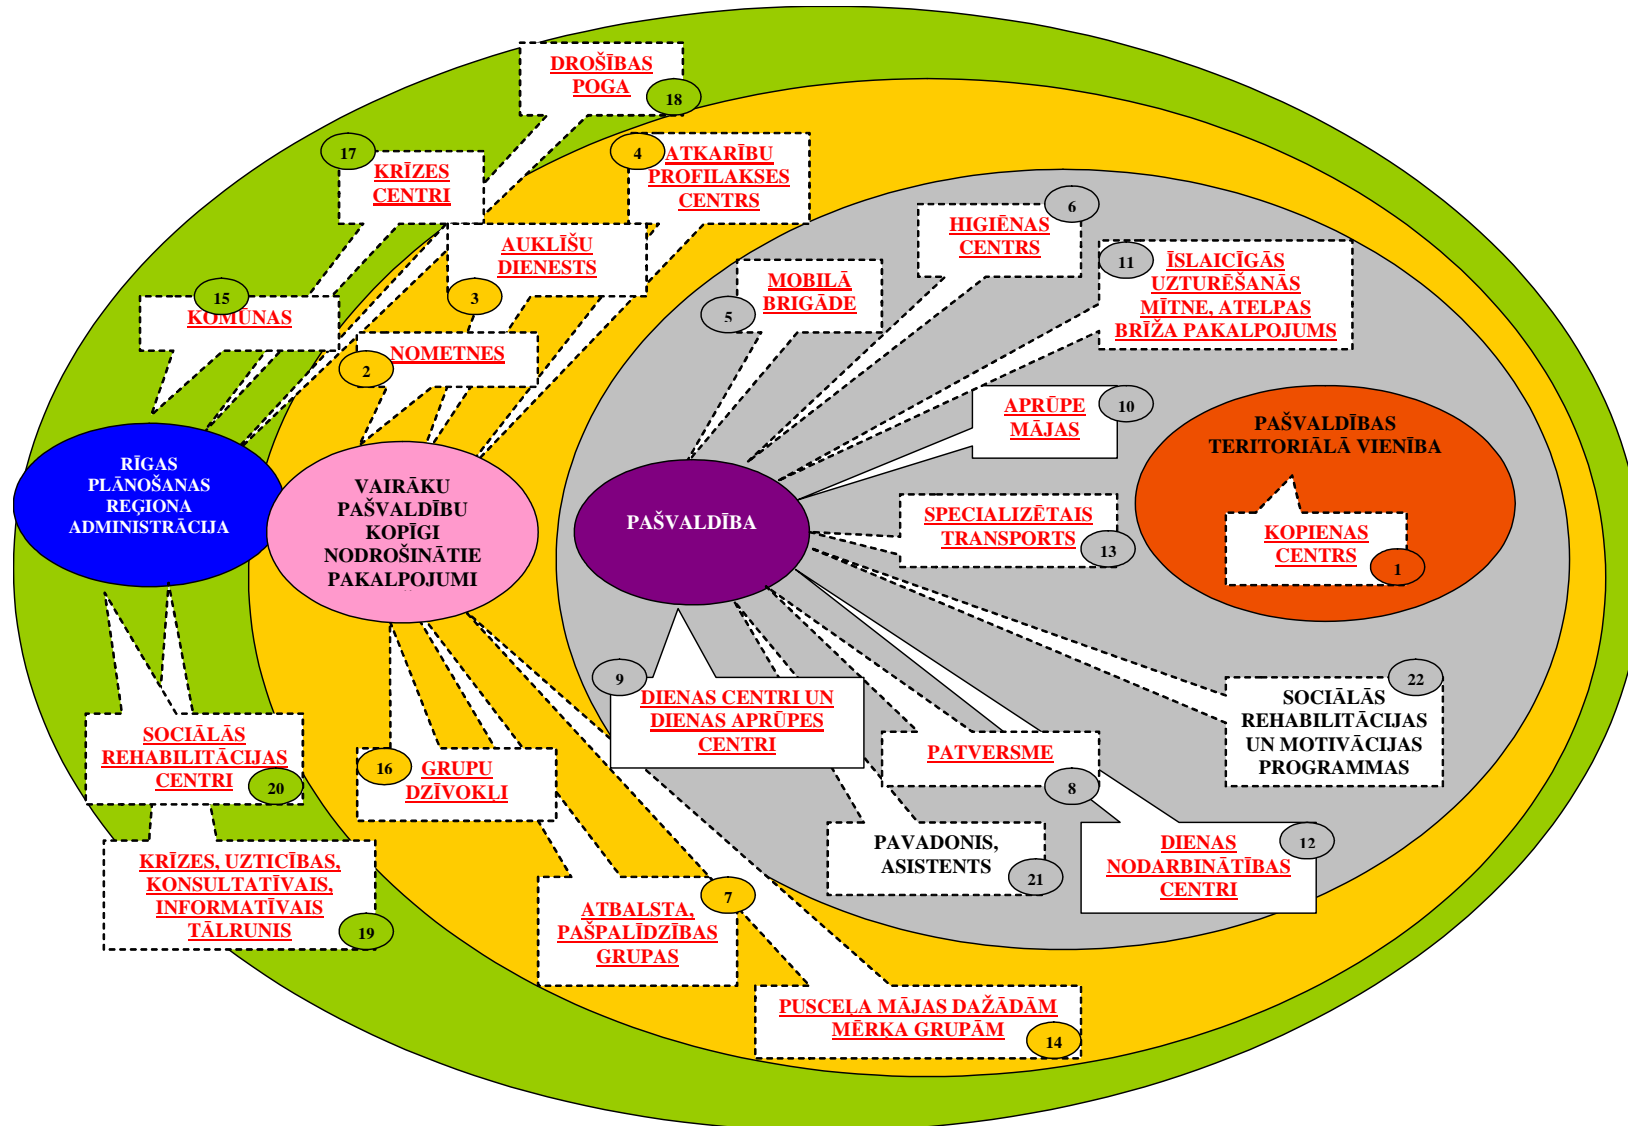 DROŠĪBAS
POGA
18
17
KRĪZES
CENTRI
4
ATKARĪBU
PROFILAKSES
CENTRS
AUKLĪŠU
DIENESTS
3
15
KOMŪNAS
2
NOMETNES
6
HIGIĒNAS
CENTRS
MOBILĀ
BRIGĀDE
5
11
ĪSLAICĪGĀS
UZTURĒŠANĀS
MĪTNE, ATELPAS
BRĪŽA PAKALPOJUMS
APRŪPE
MĀJAS
10
PAŠVALDĪBAS
TERITORIĀLĀ VIENĪBA
KOPIENAS
CENTRS
1
RĪGAS
PLĀNOŠANAS
REĢIONA
ADMINISTRĀCIJA
VAIRĀKU
PAŠVALDĪBU
KOPĪGI
NODROŠINĀTIE
PAKALPOJUMI
PAŠVALDĪBA
SPECIALIZĒTAIS
TRANSPORTS
13
9
DIENAS CENTRI UN
DIENAS APRŪPES
CENTRI
22
SOCIĀLĀS
REHABILITĀCIJAS
UN MOTIVĀCIJAS
PROGRAMMAS
PATVERSME
8
SOCIĀLĀS
REHABILITĀCIJAS
CENTRI
20
16
GRUPU
DZĪVOKĻI
PAVADONIS,
ASISTENTS
21
DIENAS
NODARBINĀTĪBAS
CENTRI
12
KRĪZES, UZTICĪBAS,
KONSULTATĪVAIS,
INFORMATĪVAIS
TĀLRUNIS
19
7
ATBALSTA,
PAŠPALĪDZĪBAS
GRUPAS
PUSCEĻA MĀJAS DAŽĀDĀM
MĒRĶA GRUPĀM
14